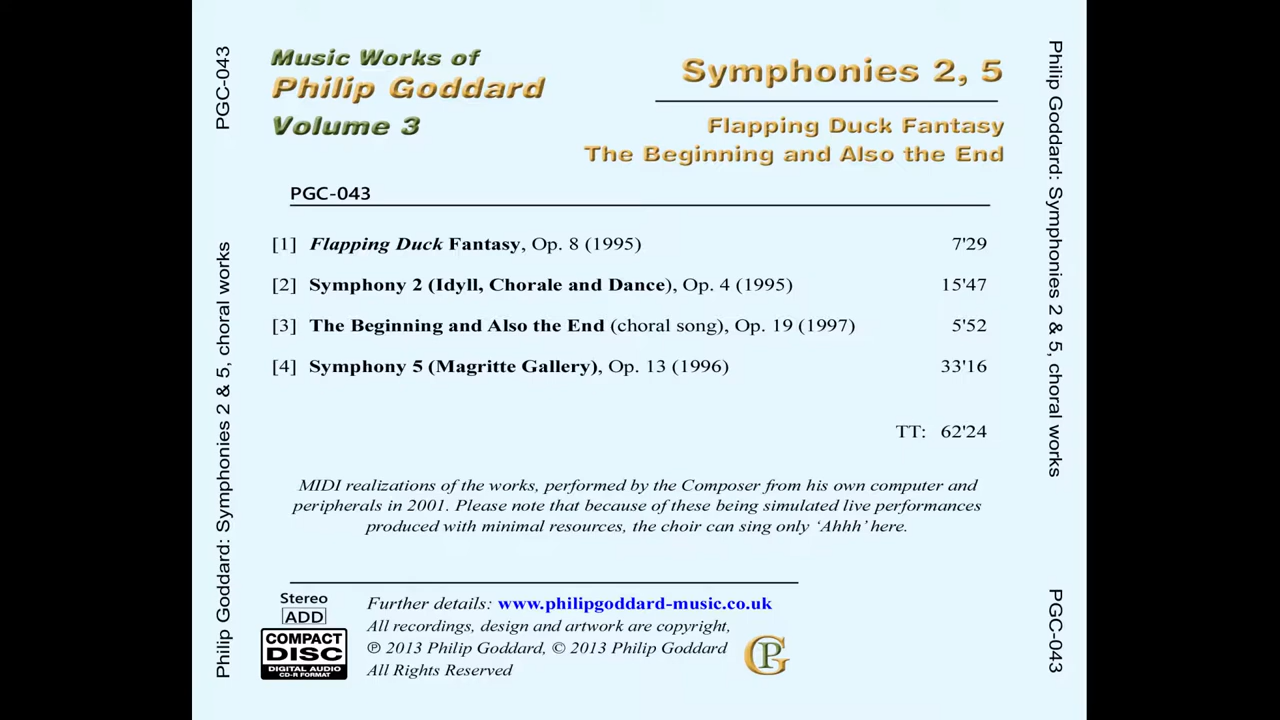 PGC-043
Philip Goddard: Symphonies 2 & 5, choral works
Music Works of
Philip Goddard
Volume 3
Symphonies 2, 5
Flapping Duck Fantasy
The Beginning and Also the End
PGC-043
[1] Flapping Duck Fantasy, Op. 8 (1995) 7'29
[2] Symphony 2 (Idyll, Chorale and Dance), Op. 4 (1995) 15'47
[3] The Beginning and Also the End (choral song), Op. 19 (1997) 5'52
[4] Symphony 5 (Magritte Gallery), Op. 13 (1996) 33'16
TT: 62'24
MIDI realizations of the works, performed by the Composer from his own computer and
peripherals in 2001. Please note that because of these being simulated live performances
produced with minimal resources, the choir can sing only ‘Ahhh’ here.
Stereo
ADD
COMPACT
DISC
DIGITAL AUDIO
CD-R FORMAT
Further details: www.philipgoddard-music.co.uk
All recordings, design and artwork are copyright,
℗ 2013 Philip Goddard, © 2013 Philip Goddard
All Rights Reserved
PG
Philip Goddard: Symphonies 2 & 5, choral works
PGC-043